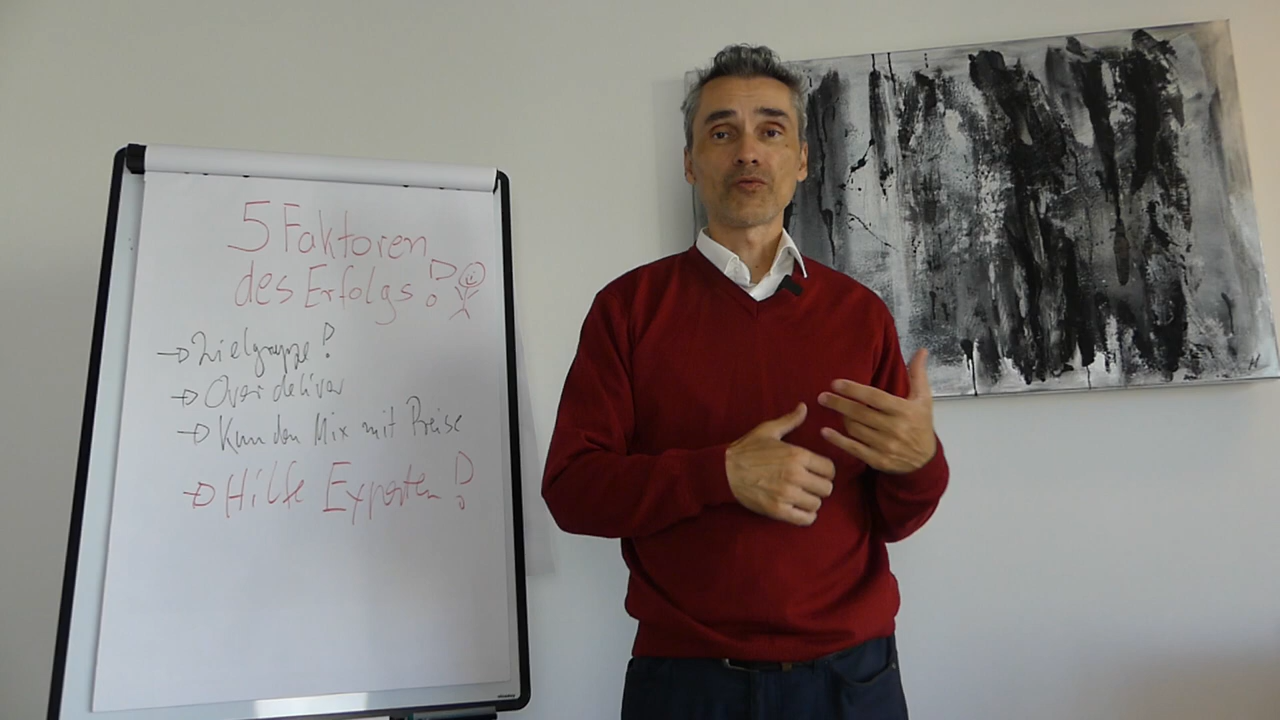 5 Faktoren
des Erfolgs!
→ Zielgruppe!
→ Over deliver
→ Kunden Mix mit Preise
→ Hilfe Experten!